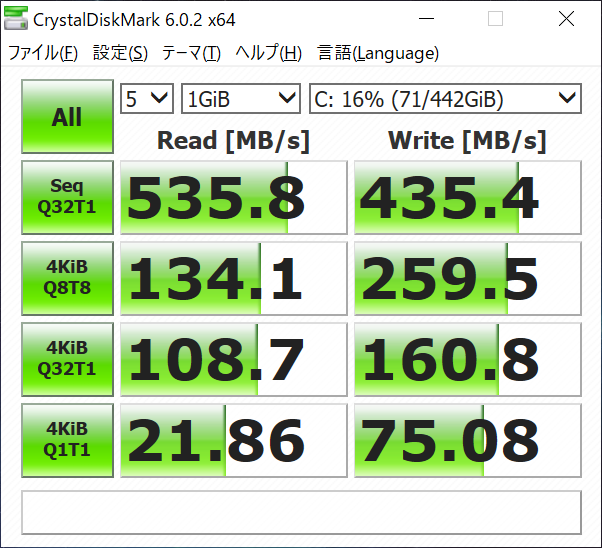 CrystalDiskMark 6.0.2 x64
ファイル(F) 設定(S) テーマ(T) ヘルプ(H) 言語(Language)
All 5 1GiB C: 16% (71/442GiB)
Read [MB/s] Write [MB/s]
Seq
Q32T1
535.8 435.4
4KiB
Q8T8
134.1 259.5
4KiB
Q32T1
108.7 160.8
4KiB
Q1T1
21.86 75.08